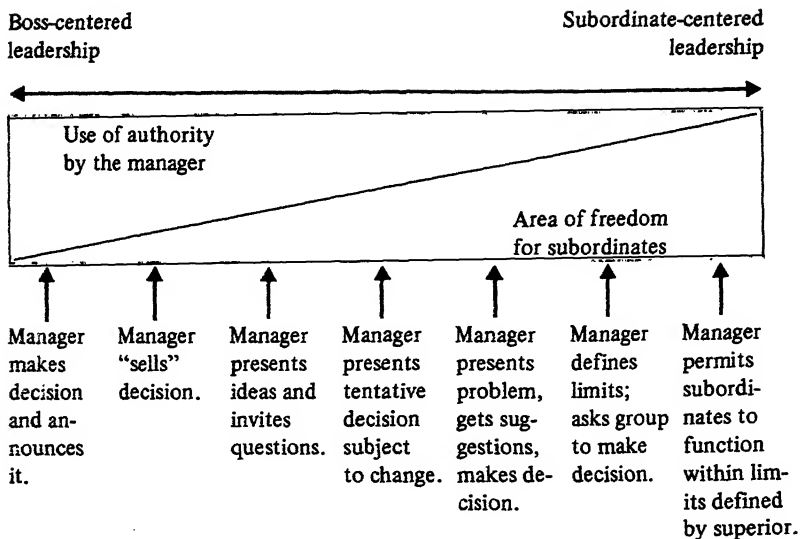 Boss-centered
leadership
Subordinate-centered
leadership
Use of authority
by the manager
Area of freedom
for subordinates
Manager
makes
decision
and an-
nounces
it.
Manager
“sells”
decision.
Manager
presents
ideas and
invites
questions.
Manager
presents
tentative
decision
subject
to change.
Manager
presents
problem,
gets sug-
gestions,
makes de-
cision.
Manager
defines
limits;
asks group
to make
decision.
Manager
permits
subordi-
nates to
function
within lim-
its defined
by superior.